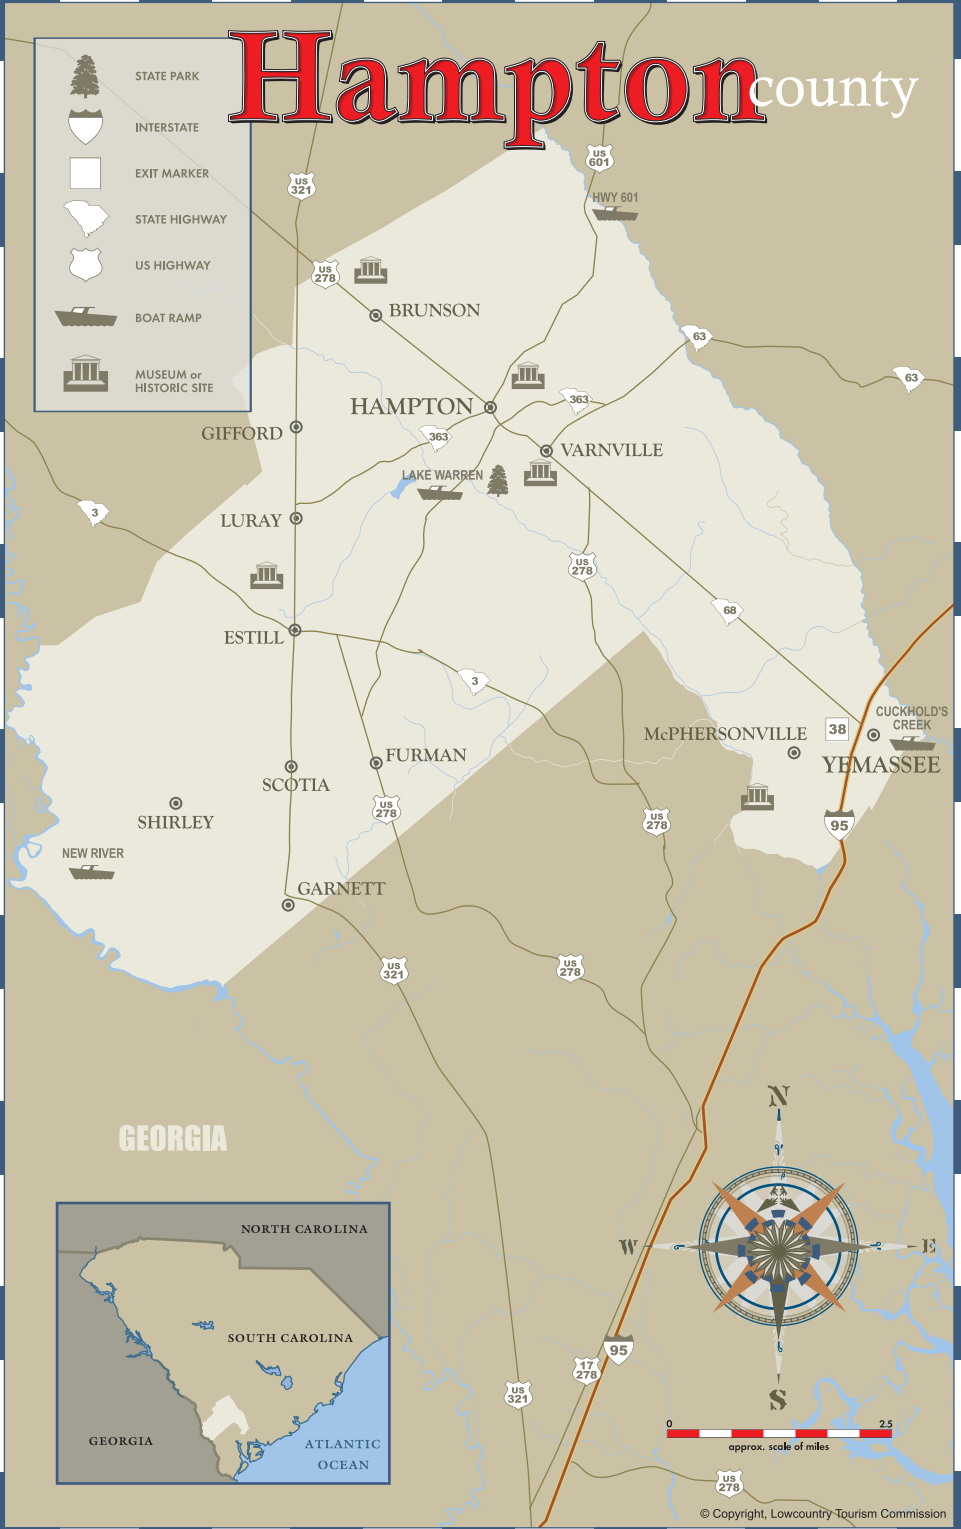 Hampton county
STATE PARK
INTERSTATE
EXIT MARKER
STATE HIGHWAY
US HIGHWAY
BOAT RAMP
MUSEUM or
HISTORIC SITE
US
601
US
321
HWY 601
US
278
BRUNSON
63
63
HAMPTON
363
GIFFORD
363
VARNVILLE
LAKE WARREN
3
LURAY
US
278
68
ESTILL
3
CUCKHOLD'S
CREEK
38
McPHERSONVILLE
FURMAN
YEMASSEE
SCOTIA
SHIRLEY
US
278
US
278
95
NEW RIVER
GARNETT
US
321
US
278
N
GEORGIA
W
E
S
NORTH CAROLINA
SOUTH CAROLINA
GEORGIA
ATLANTIC
OCEAN
95
17
278
US
321
0
2.5
approx. scale of miles
US
278
© Copyright, Lowcountry Tourism Commission